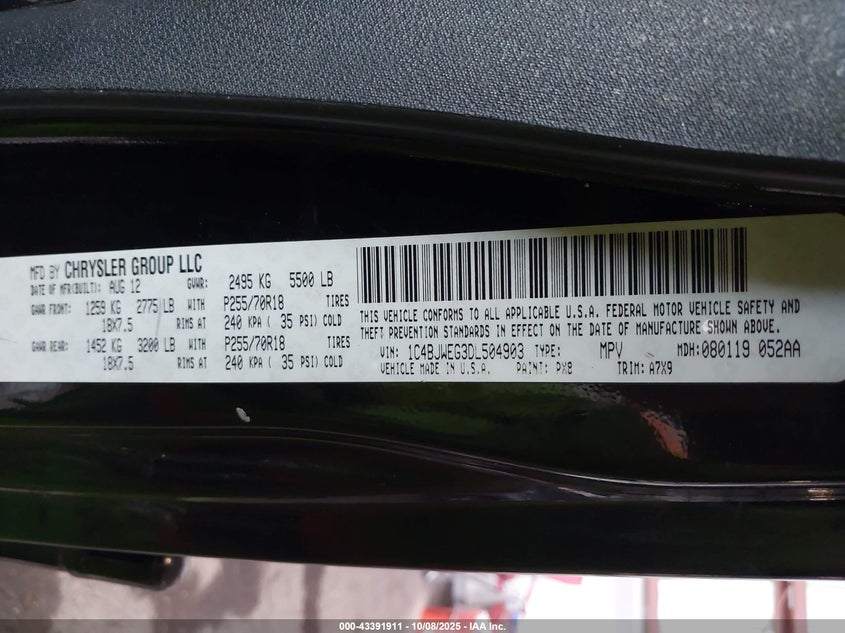 MFD BY CHRYSLER GROUP LLC
DATE OF MFR(BUILT): AUG 12 GVWR: 2495 KG 5500 LB
GAWR FRONT: 1259 KG 2775 LB WITH P255/70R18 TIRES
18X7.5 RIMS AT 240 KPA ( 35 PSI) COLD
GAWR REAR: 1452 KG 3200 LB WITH P255/70R18 TIRES
18X7.5 RIMS AT 240 KPA ( 35 PSI) COLD
THIS VEHICLE CONFORMS TO ALL APPLICABLE U.S.A. FEDERAL MOTOR VEHICLE SAFETY AND
THEFT PREVENTION STANDARDS IN EFFECT ON THE DATE OF MANUFACTURE SHOWN ABOVE.
VIN: 1C4BJWEG3DL504903 TYPE: MPV MDH: 080119 052AA
VEHICLE MADE IN U.S.A. PAINT: PX8 TRIM: A7X9
000-43391911 - 10/08/2025 - IAA Inc.